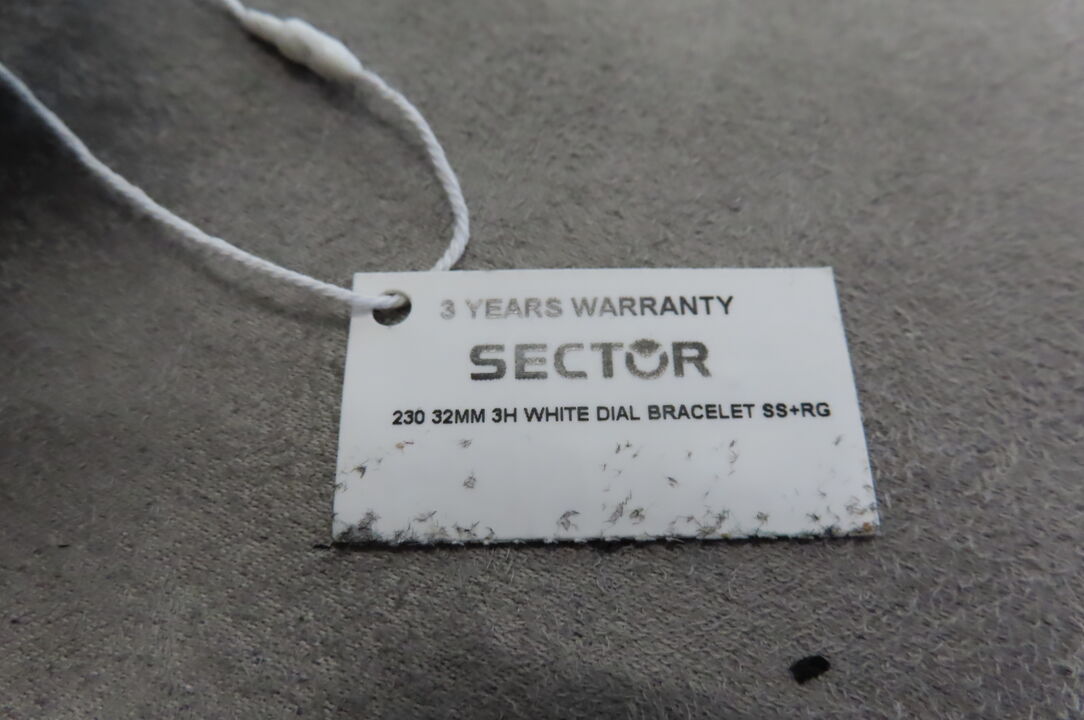 3 YEARS WARRANTY
SECTOR
230 32MM 3H WHITE DIAL BRACELET SS+RG